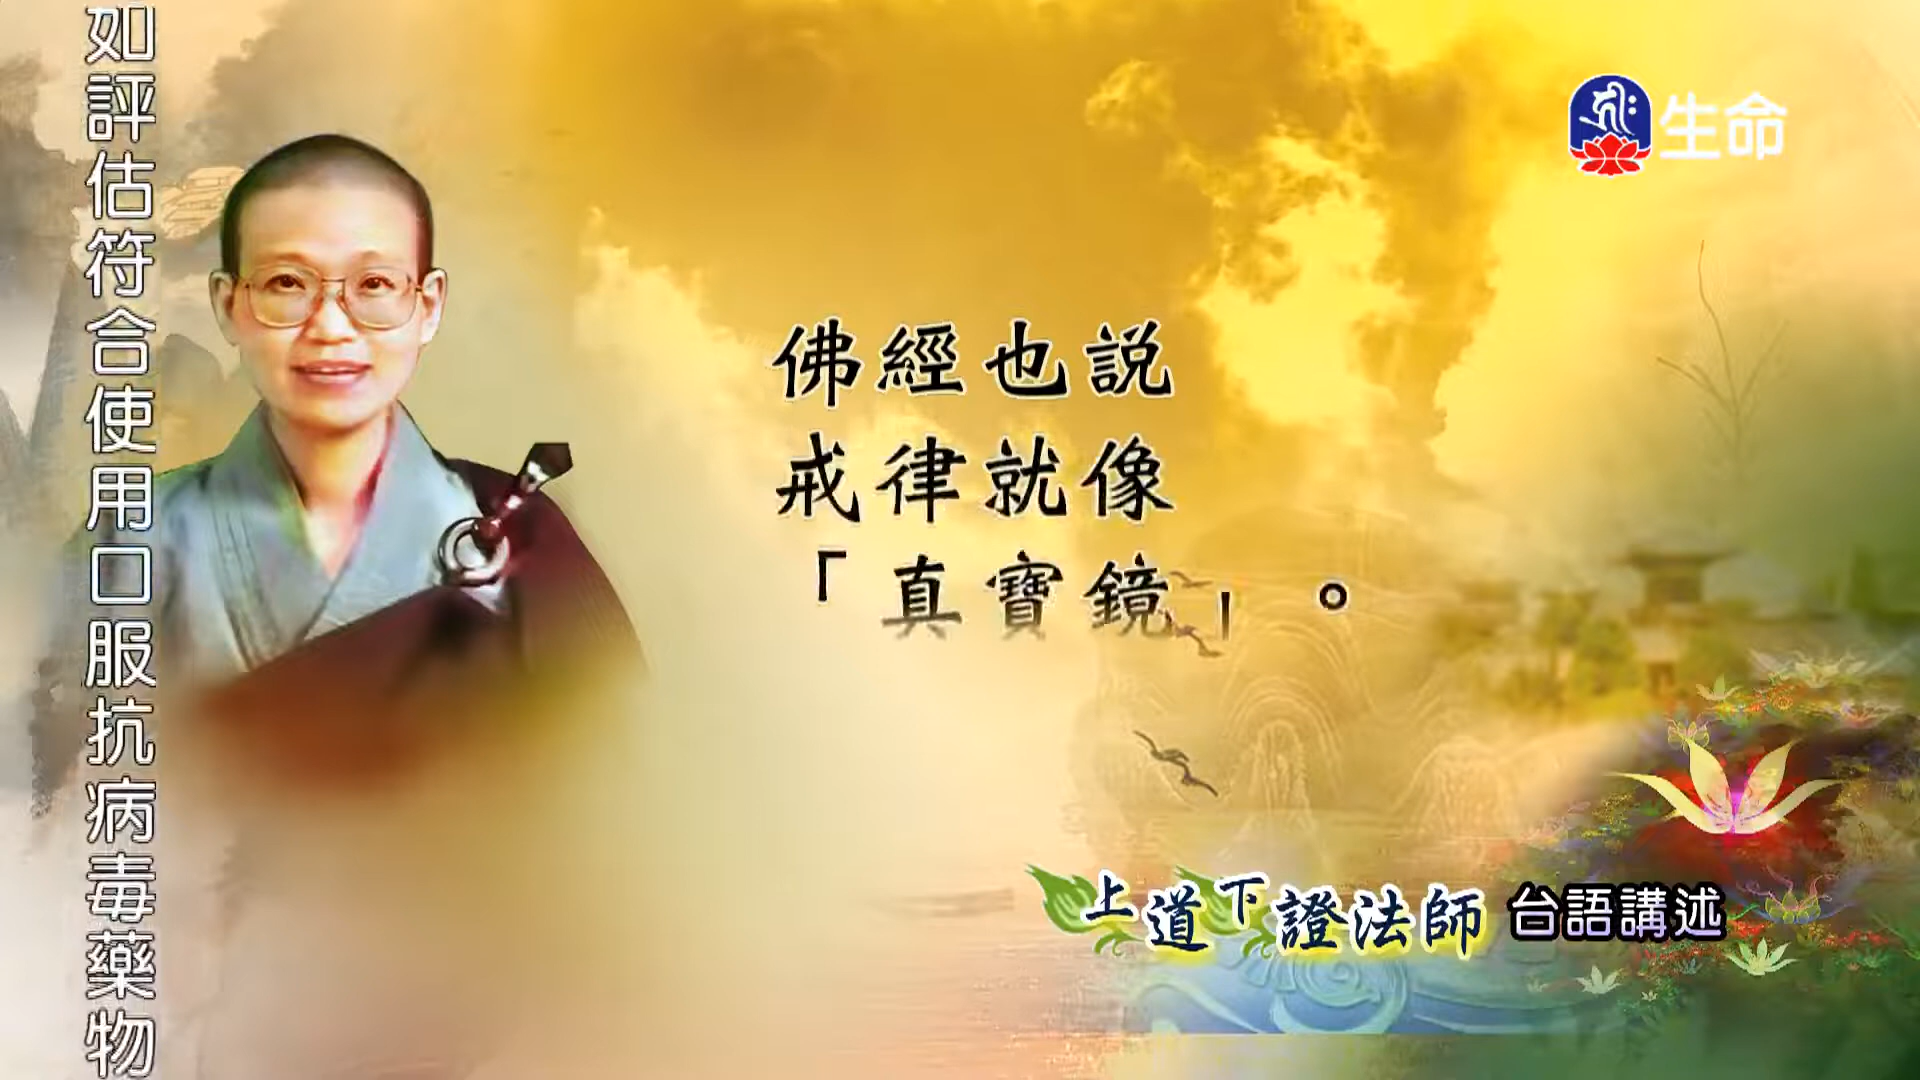 如評估符合使用口服抗病毒藥物
生命
佛經也説
戒律就像
「真寶鏡」。
上道下證法師 台語講述